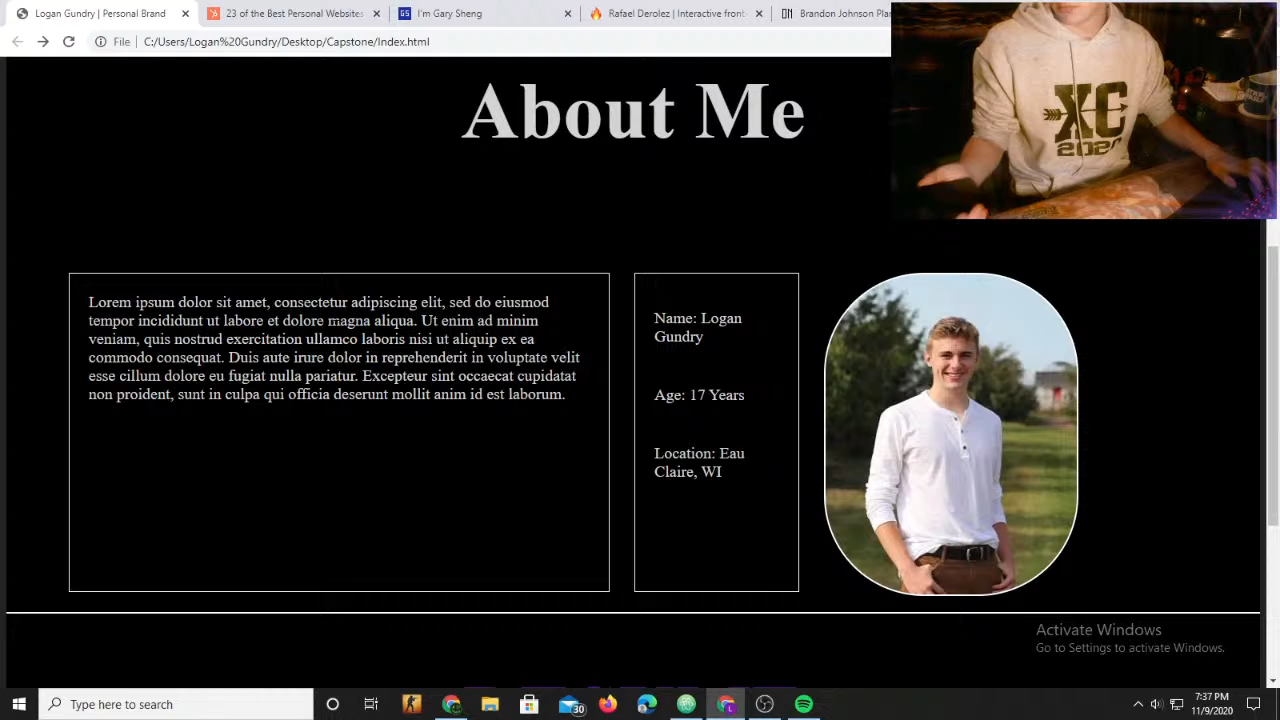 Logan Gundry | Personal Brand
23 of the Best Personal Websites
I'm Gary Sheng
Rafael Derolez | Interactive front-
Brandon Johnson Pla
File
C:/Users/Logan%20Gundry/Desktop/Capstone/Index.html
XC
2020
About Me
Lorem ipsum dolor sit amet, consectetur adipiscing elit, sed do eiusmod
tempor incididunt ut labore et dolore magna aliqua. Ut enim ad minim
veniam, quis nostrud exercitation ullamco laboris nisi ut aliquip ex ea
commodo consequat. Duis aute irure dolor in reprehenderit in voluptate velit
esse cillum dolore eu fugiat nulla pariatur. Excepteur sint occaecat cupidatat
non proident, sunt in culpa qui officia deserunt mollit anim id est laborum.
Name: Logan
Gundry
Age: 17 Years
Location: Eau
Claire, WI
Activate Windows
Go to Settings to activate Windows.
Type here to search
30
L
7:37 PM
11/9/2020